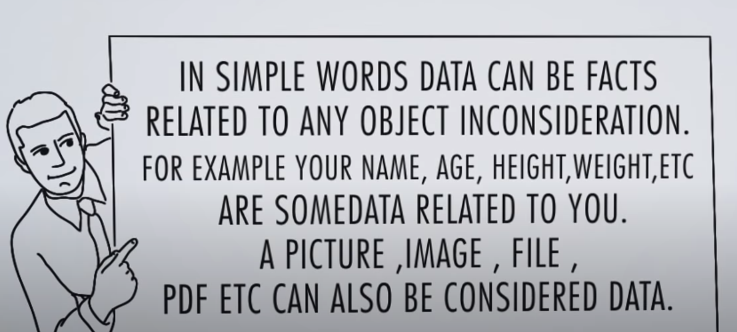 IN SIMPLE WORDS DATA CAN BE FACTS
RELATED TO ANY OBJECT INCONSIDERATION.
FOR EXAMPLE YOUR NAME, AGE, HEIGHT,WEIGHT,ETC
ARE SOMEDATA RELATED TO YOU.
A PICTURE ,IMAGE , FILE ,
PDF ETC CAN ALSO BE CONSIDERED DATA.